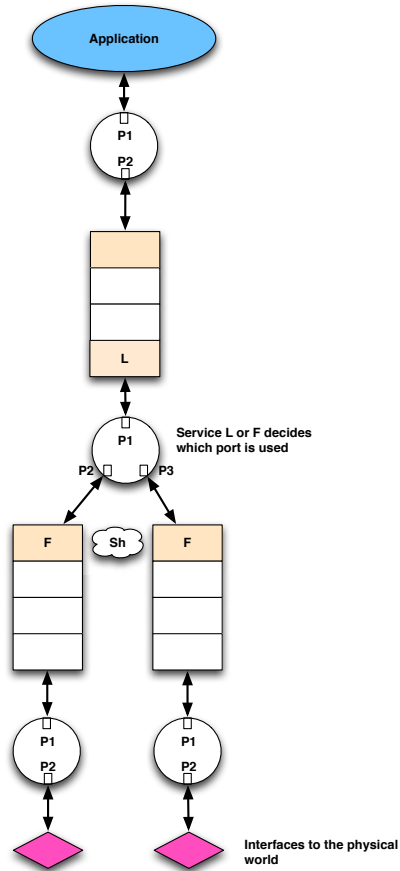 Application
P1
P2
L
P1
Service L or F decides
which port is used
P2
P3
F
Sh
F
P1
P2
P1
P2
Interfaces to the physical
world